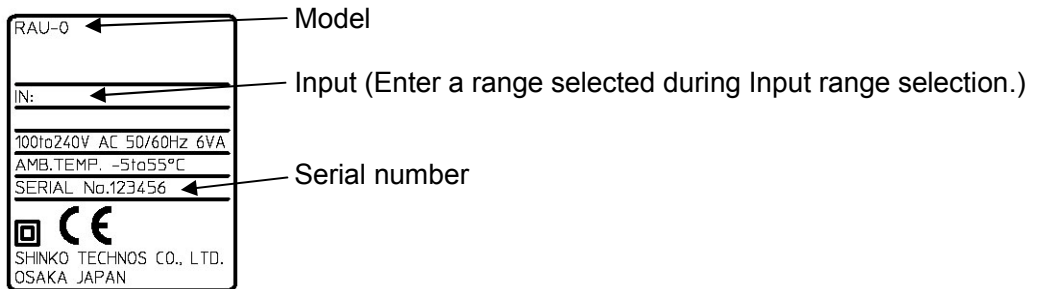 RAU-0
Model
IN:
Input (Enter a range selected during Input range selection.)
100to240V AC 50/60Hz 6VA
AMB.TEMP. -5to55°C
SERIAL No.123456
Serial number
CE
SHINKO TECHNOS CO., LTD.
OSAKA JAPAN